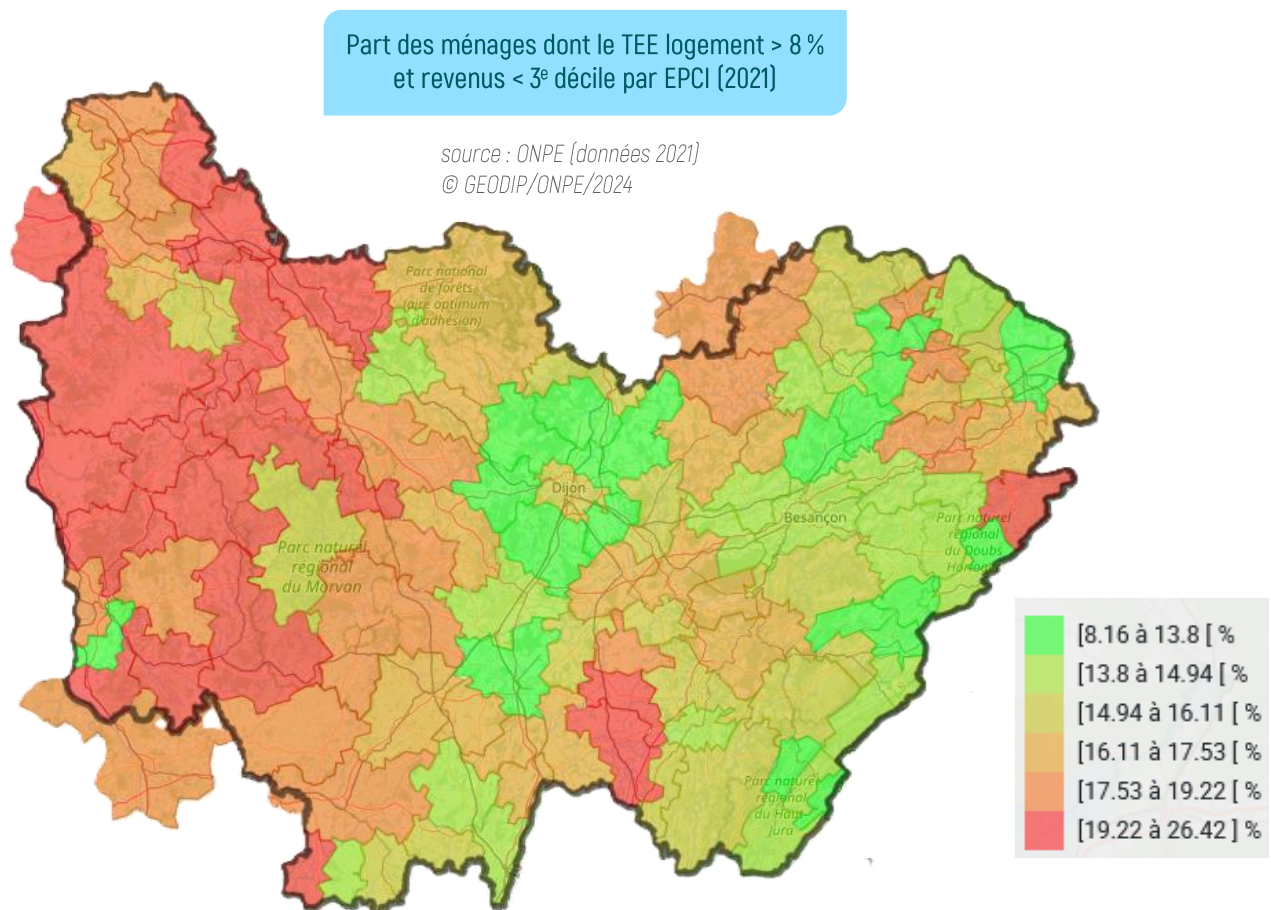 Part des ménages dont le TEE logement > 8 %
et revenus < 3e décile par EPCI (2021)
source : ONPE (données 2021)
© GEODIP/ONPE/2024
Parc national
de forêts
(aire optimum
d'adhésion)
Dijon
Besançon
Parc naturel
régional
du Morvan
Parc naturel
régional
du Doubs
Horloger
Parc naturel
régional
du Haut-
Jura
[8.16 à 13.8 [ %
[13.8 à 14.94 [ %
[14.94 à 16.11 [ %
[16.11 à 17.53 [ %
[17.53 à 19.22 [ %
[19.22 à 26.42 ] %